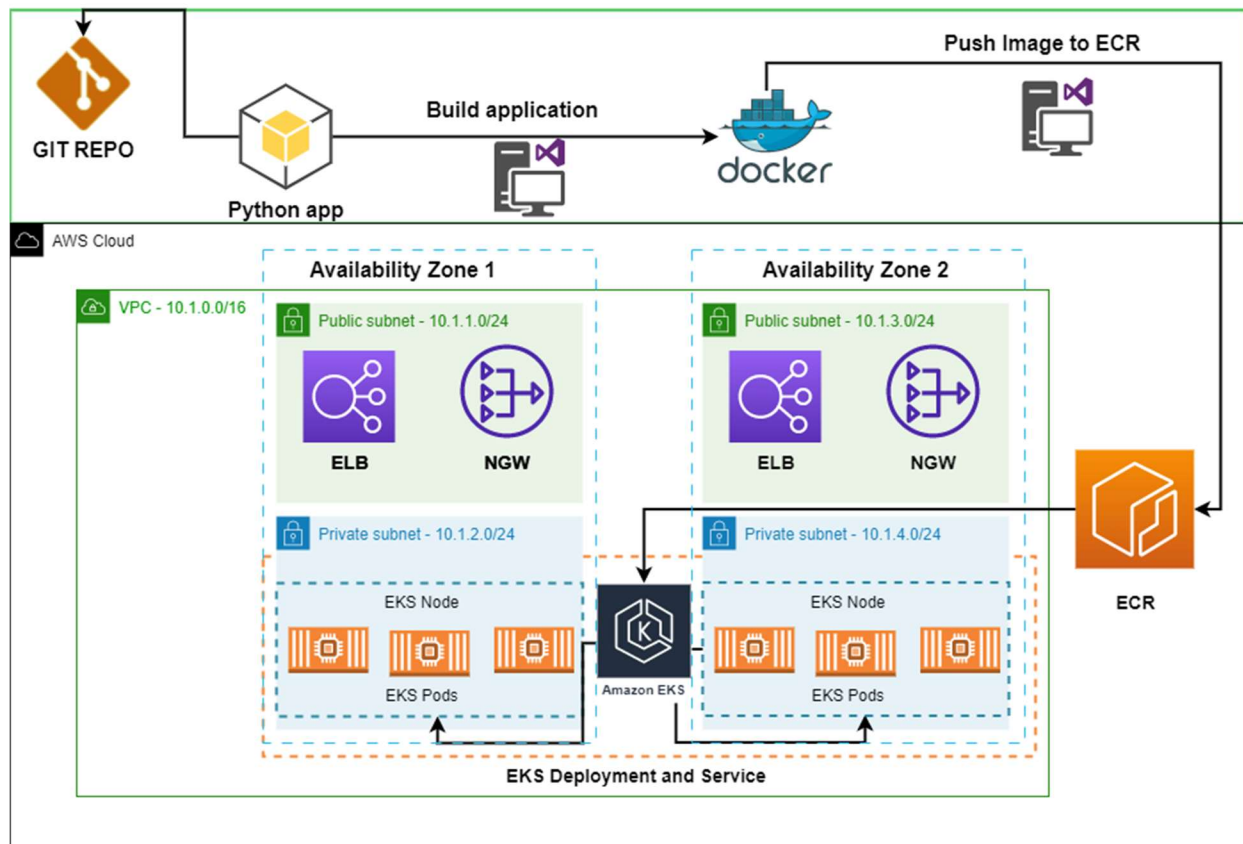 Push Image to ECR
Build application
GIT REPO
Python app
docker
AWS Cloud
Availability Zone 1
Availability Zone 2
VPC - 10.1.0.0/16
Public subnet - 10.1.1.0/24
Public subnet - 10.1.3.0/24
ELB
NGW
ELB
NGW
Private subnet - 10.1.2.0/24
Private subnet - 10.1.4.0/24
ECR
EKS Node
EKS Node
K
Amazon EKS
EKS Pods
EKS Pods
EKS Deployment and Service